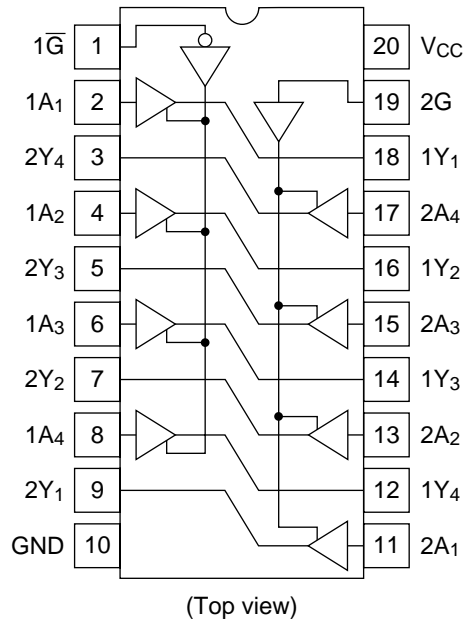 1G̅ 1 20 VCC
1A1 2 19 2G
2Y4 3 18 1Y1
1A2 4 17 2A4
2Y3 5 16 1Y2
1A3 6 15 2A3
2Y2 7 14 1Y3
1A4 8 13 2A2
2Y1 9 12 1Y4
GND 10 11 2A1
(Top view)